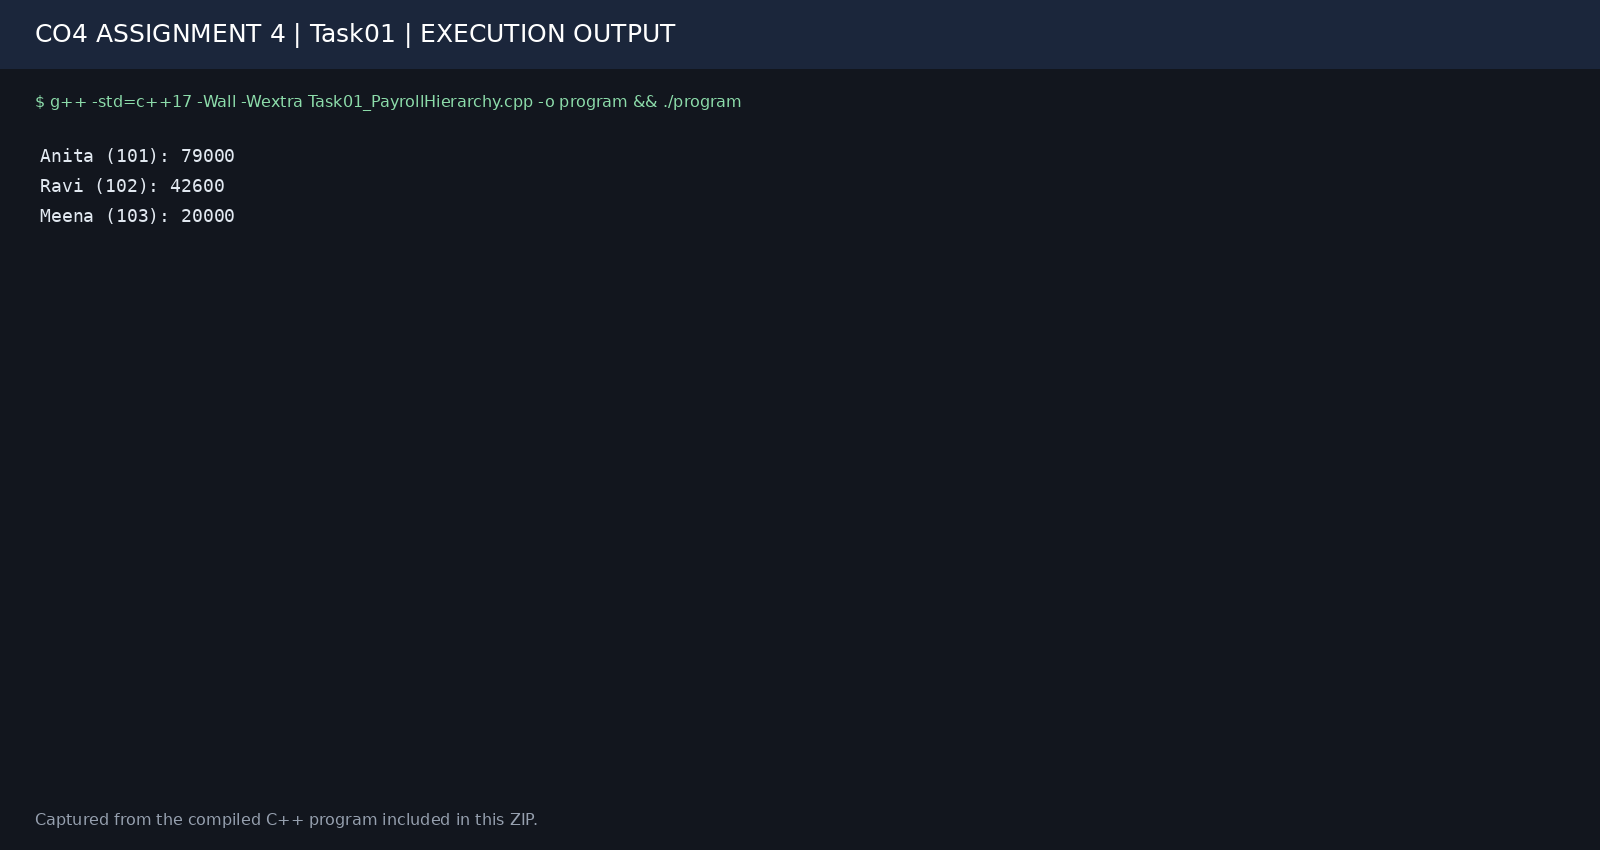 CO4 ASSIGNMENT 4 | Task01 | EXECUTION OUTPUT
$ g++ -std=c++17 -Wall -Wextra Task01_PayrollHierarchy.cpp -o program && ./program
Anita (101): 79000
Ravi (102): 42600
Meena (103): 20000
Captured from the compiled C++ program included in this ZIP.